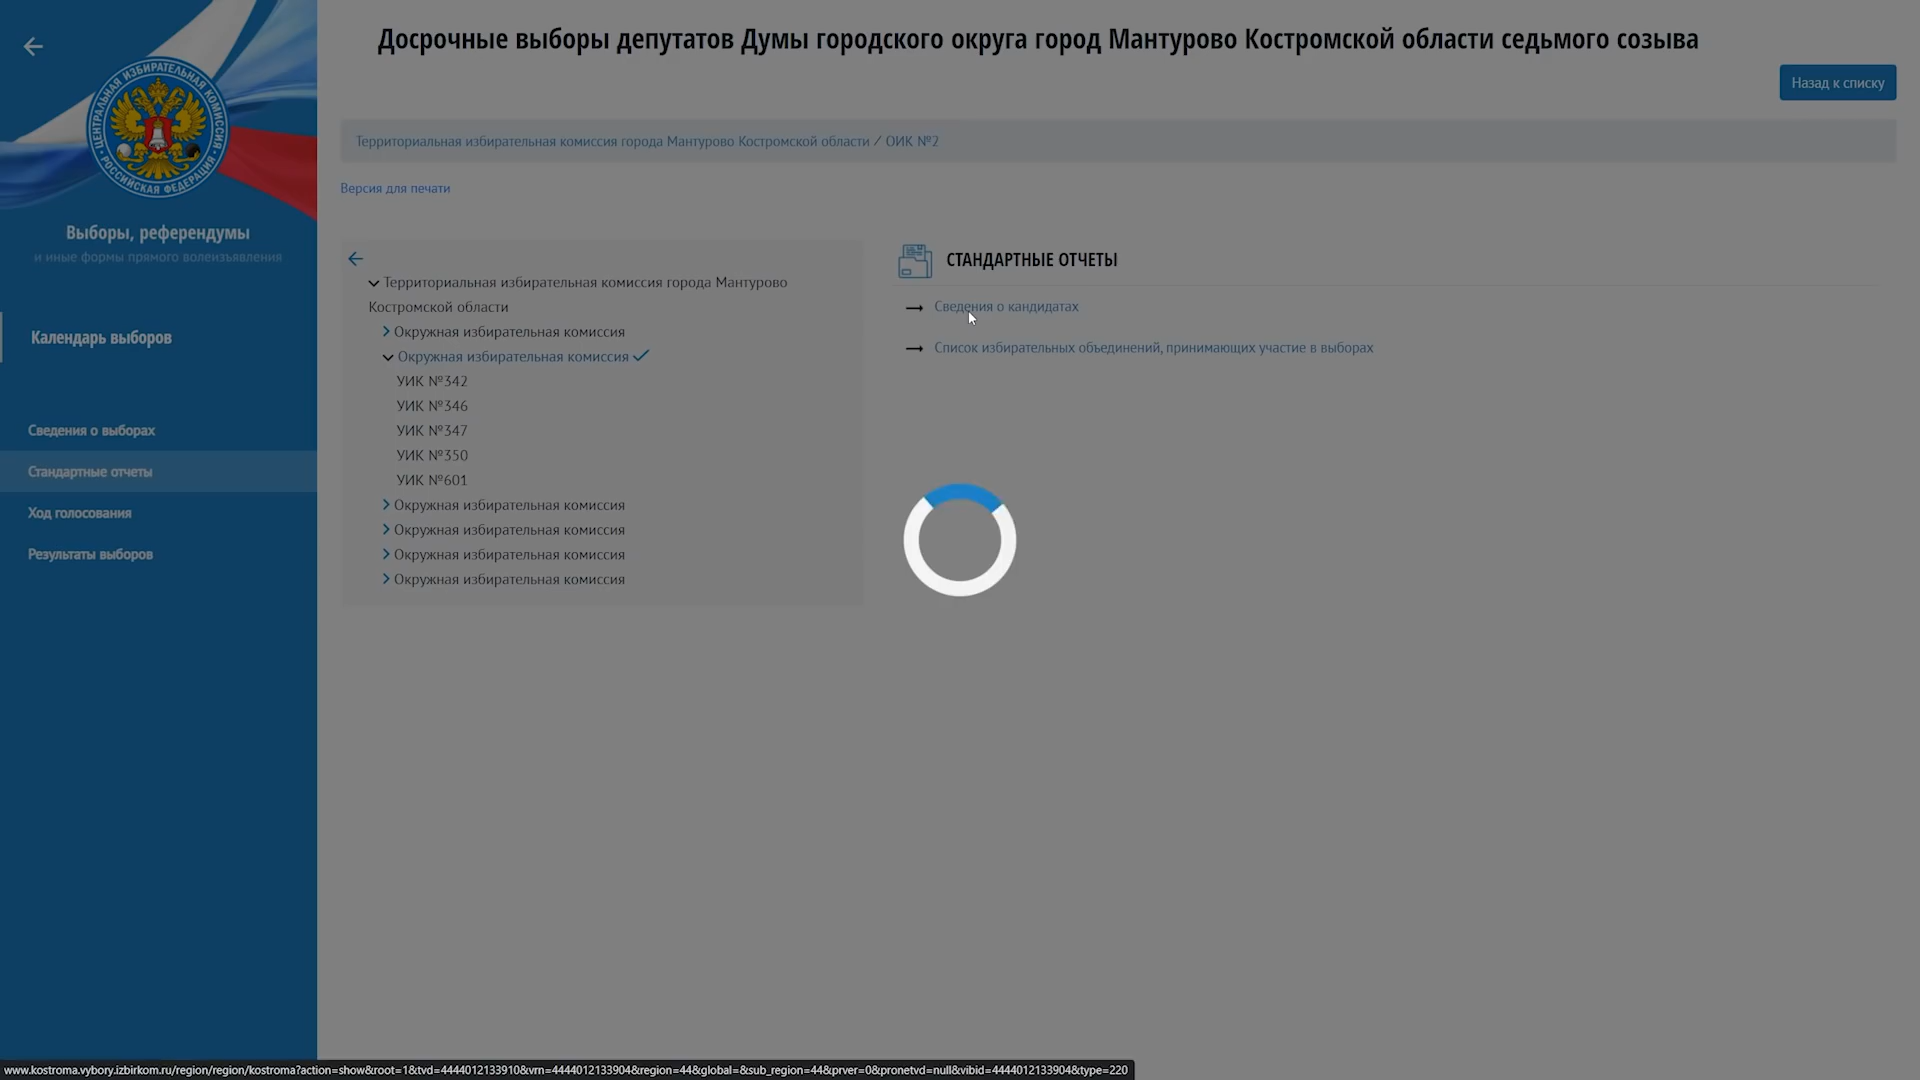 Досрочные выборы депутатов Думы городского округа город Мантурово Костромской области седьмого созыва
Назад к списку
Территориальная избирательная комиссия города Мантурово Костромской области / ОИК №2
Версия для печати
ЦЕНТРАЛЬНАЯ ИЗБИРАТЕЛЬНАЯ КОМИССИЯ
РОССИЙСКАЯ ФЕДЕРАЦИЯ
Выборы, референдумы
и иные формы прямого волеизъявления
Календарь выборов
Сведения о выборах
Стандартные отчеты
Ход голосования
Результаты выборов
Территориальная избирательная комиссия города Мантурово
Костромской области
Окружная избирательная комиссия
Окружная избирательная комиссия
УИК №342
УИК №346
УИК №347
УИК №350
УИК №601
Окружная избирательная комиссия
Окружная избирательная комиссия
Окружная избирательная комиссия
Окружная избирательная комиссия
СТАНДАРТНЫЕ ОТЧЕТЫ
Сведения о кандидатах
Список избирательных объединений, принимающих участие в выборах
www.kostroma.vybory.izbirkom.ru/region/region/kostroma?action=show&root=1&tvd=4444012133910&vrn=4444012133904&region=44&global=&sub_region=44&prver=0&pronetvd=null&vibid=4444012133904&type=220